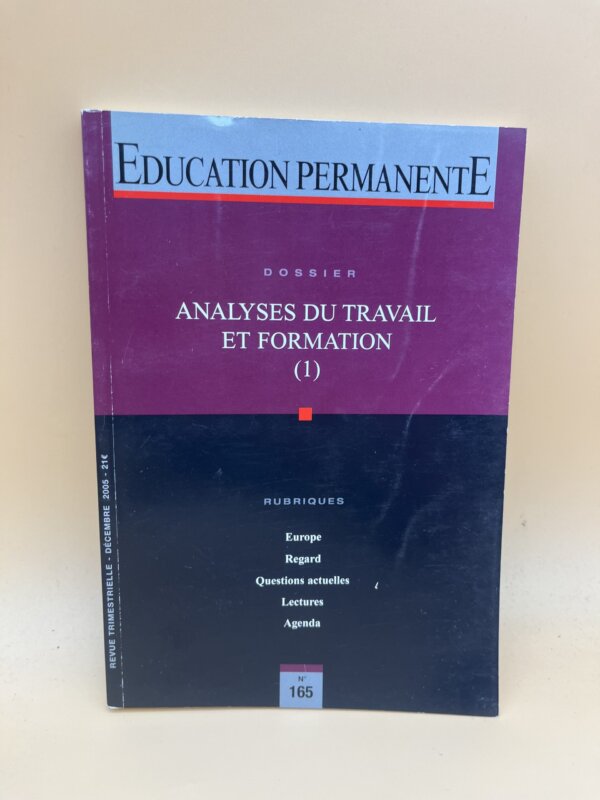 EDUCATION PERMANENTE
DOSSIER
ANALYSES DU TRAVAIL
ET FORMATION
(1)
RUBRIQUES
Europe
Regard
Questions actuelles
Lectures
Agenda
N°
165
REVUE TRIMESTRIELLE - DÉCEMBRE 2005 - 21€